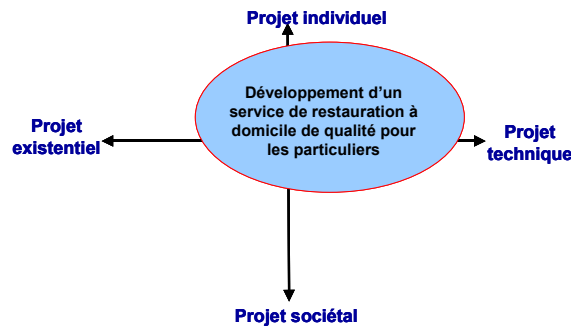 Projet individuel
Développement d’un
service de restauration à
domicile de qualité pour
les particuliers
Projet
existentiel
Projet
technique
Projet sociétal